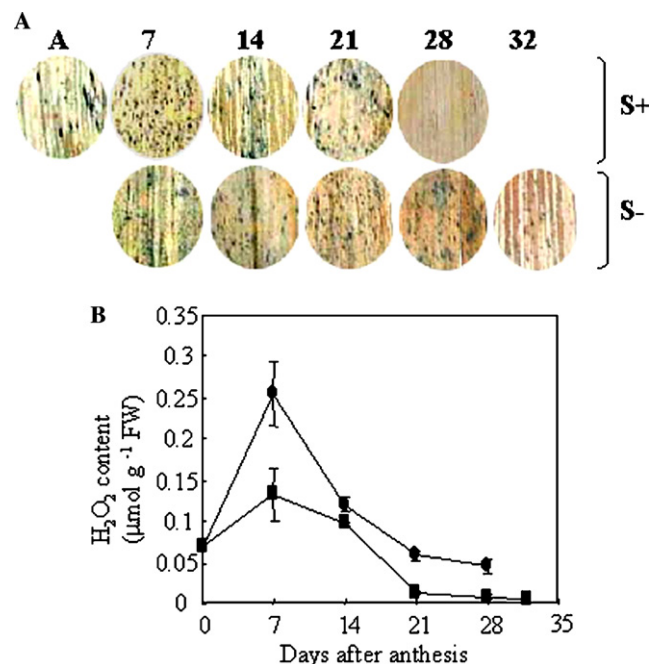 A
A 7 14 21 28 32
S+
S-
B
H₂O₂ content
(μmol g ⁻¹ FW)
0.35
0.3
0.25
0.2
0.15
0.1
0.05
0
0 7 14 21 28 35
Days after anthesis